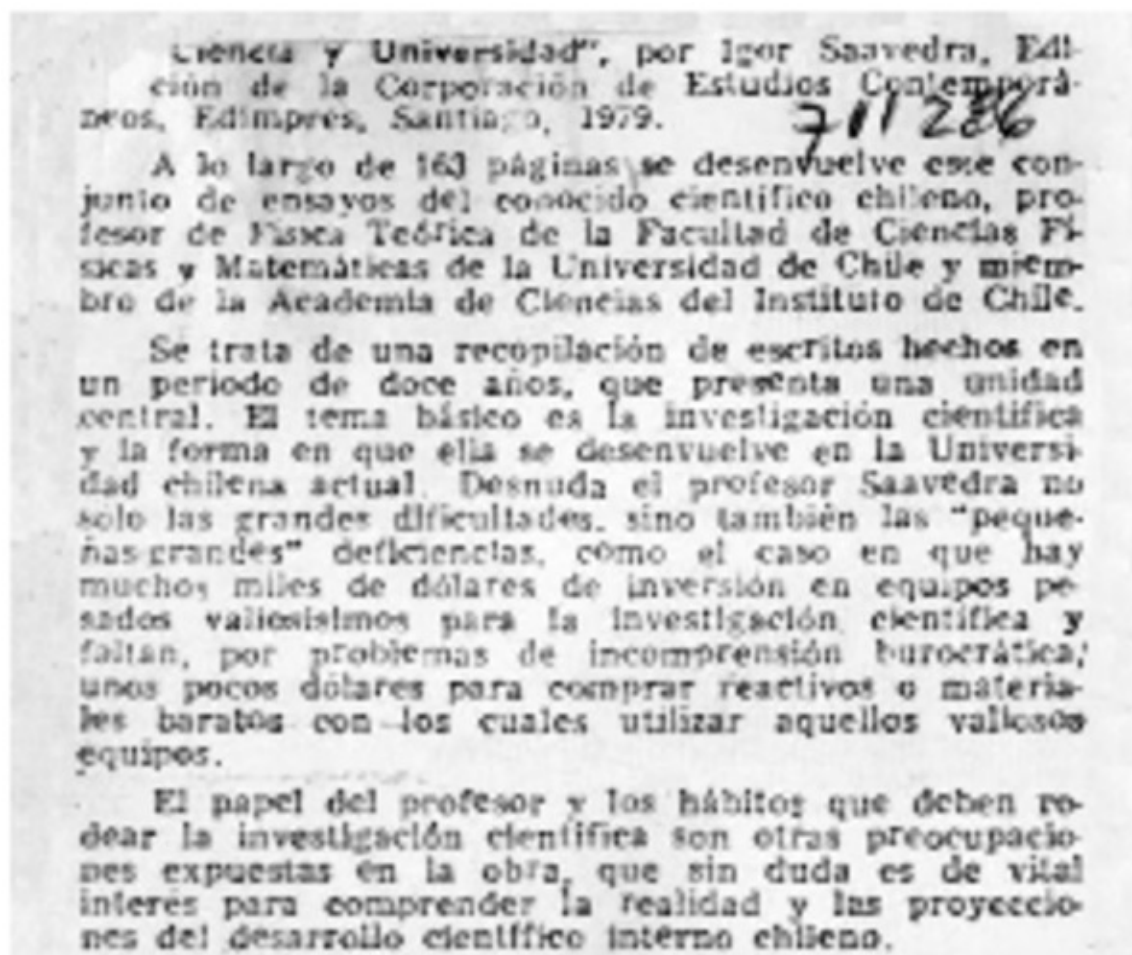 Ciencia y Universidad", por Igor Saavedra, Edi-
ción de la Corporación de Estudios Contemporá-
neos, Edimpres, Santiago, 1979.
711286
A lo largo de 163 páginas se desenvuelve este con-
junto de ensayos del conocido científico chileno, pro-
fesor de Física Teórica de la Facultad de Ciencias Fí-
sicas y Matemáticas de la Universidad de Chile y miem-
bro de la Academia de Ciencias del Instituto de Chile.
Se trata de una recopilación de escritos hechos en
un período de doce años, que presenta una unidad
central. El tema básico es la investigación científica
y la forma en que ella se desenvuelve en la Universi-
dad chilena actual. Desnuda el profesor Saavedra no
solo las grandes dificultades, sino también las "peque-
ñas-grandes" deficiencias, como el caso en que hay
muchos miles de dólares de inversión en equipos pe-
sados valiosísimos para la investigación científica y
faltan, por problemas de incomprensión burocrática,
unos pocos dólares para comprar reactivos o materia-
les baratos con los cuales utilizar aquellos valiosos
equipos.
El papel del profesor y los hábitos que deben ro-
dear la investigación científica son otras preocupacio-
nes expuestas en la obra, que sin duda es de vital
interés para comprender la realidad y las proyeccio-
nes del desarrollo científico interno chileno.